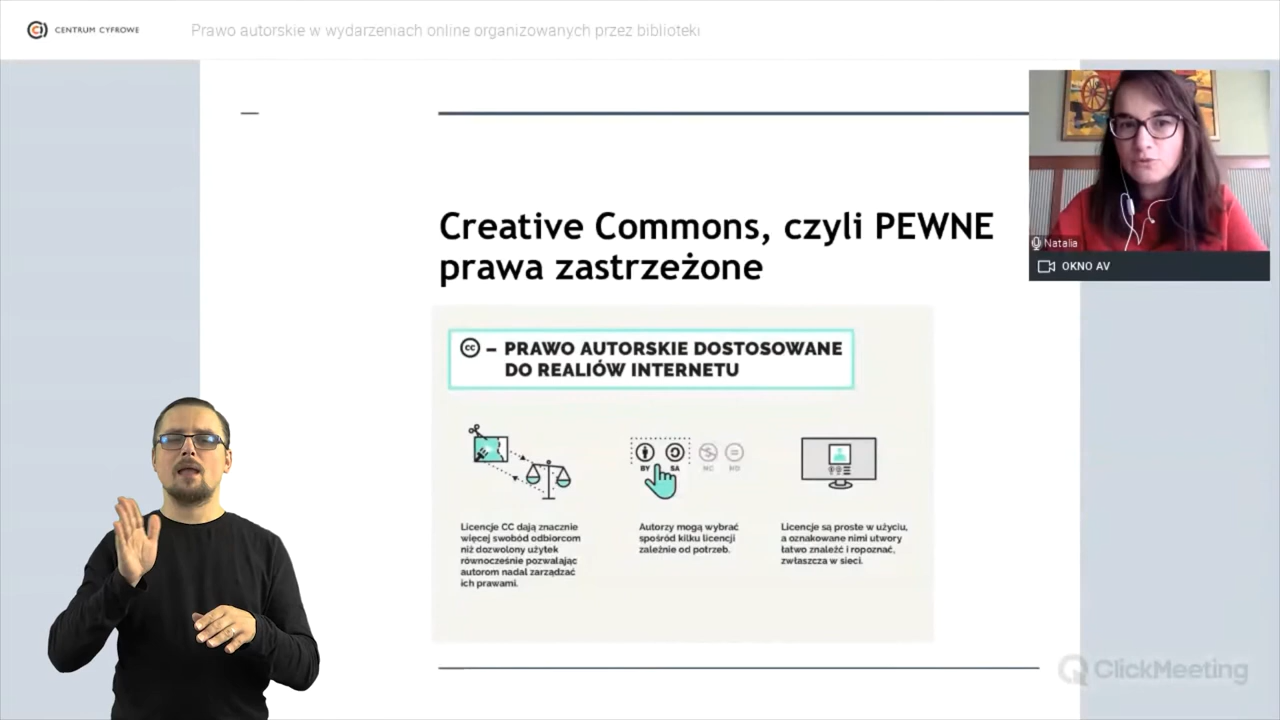 CENTRUM CYFROWE
Prawo autorskie w wydarzeniach online organizowanych przez biblioteki
Natalia
OKNO AV
Creative Commons, czyli PEWNE
prawa zastrzeżone
cc – PRAWO AUTORSKIE DOSTOSOWANE
DO REALIÓW INTERNETU
BY SA NC ND
Licencje CC dają znacznie
więcej swobód odbiorcom
niż dozwolony użytek
równocześnie pozwalając
autorom nadal zarządzać
ich prawami.
Autorzy mogą wybrać
spośród kilku licencji
zależnie od potrzeb.
Licencje są proste w użyciu,
a oznakowane nimi utwory
łatwo znaleźć i ropoznać,
zwłaszcza w sieci.
ClickMeeting